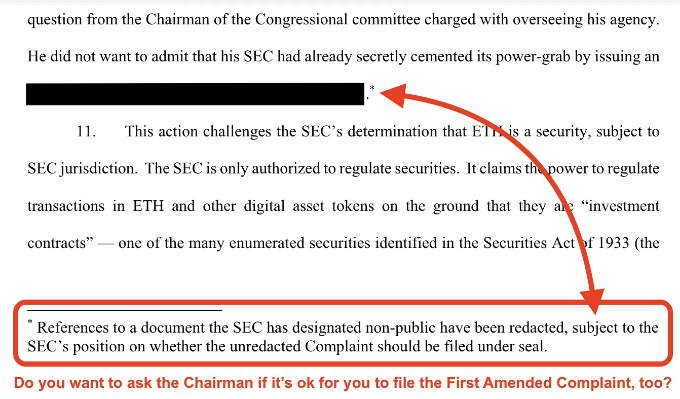 question from the Chairman of the Congressional committee charged with overseeing his agency.
He did not want to admit that his SEC had already secretly cemented its power-grab by issuing an
.*
11. This action challenges the SEC’s determination that ETH is a security, subject to
SEC jurisdiction. The SEC is only authorized to regulate securities. It claims the power to regulate
transactions in ETH and other digital asset tokens on the ground that they are “investment
contracts” — one of the many enumerated securities identified in the Securities Act of 1933 (the
* References to a document the SEC has designated non-public have been redacted, subject to the
SEC’s position on whether the unredacted Complaint should be filed under seal.
Do you want to ask the Chairman if it’s ok for you to file the First Amended Complaint, too?